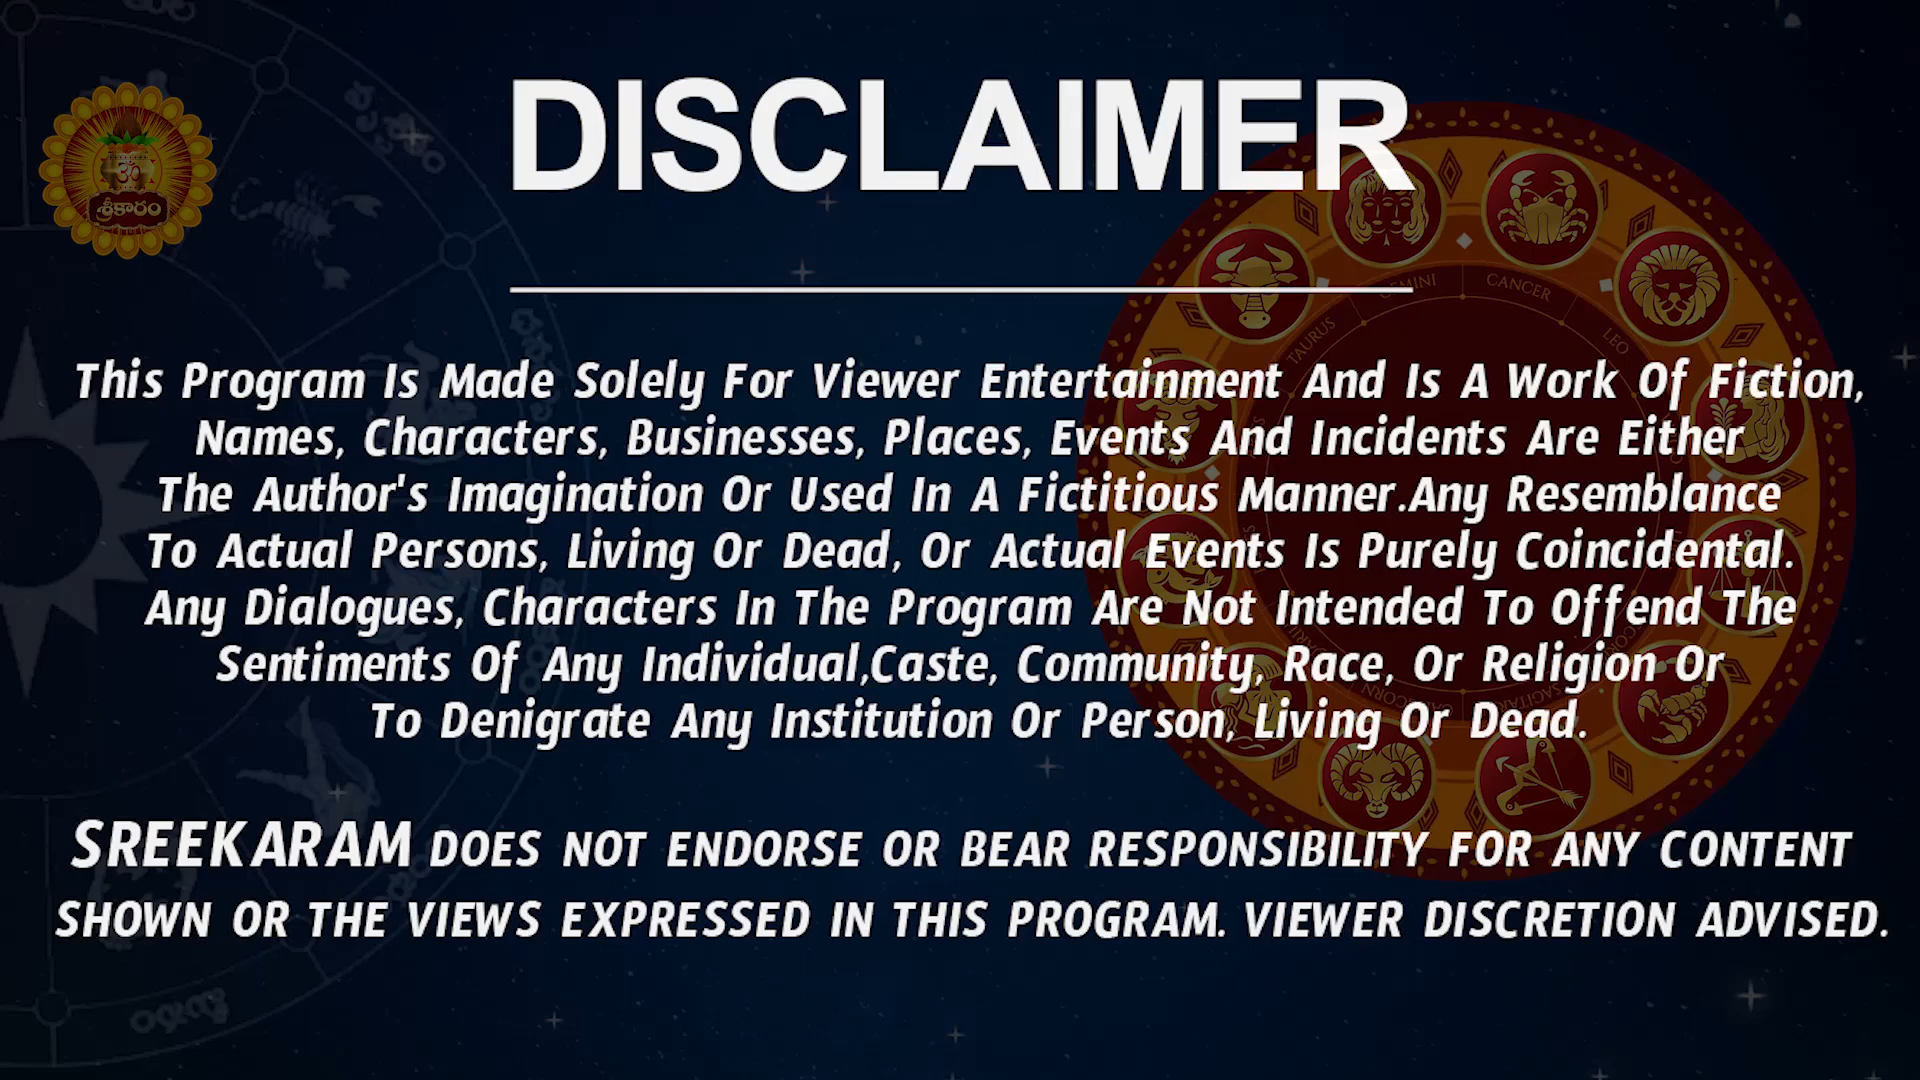 DISCLAIMER
శ్రీకారం
GEMINI
CANCER
TAURUS
LEO
This Program Is Made Solely For Viewer Entertainment And Is A Work Of Fiction,
Names, Characters, Businesses, Places, Events And Incidents Are Either
The Author's Imagination Or Used In A Fictitious Manner.Any Resemblance
To Actual Persons, Living Or Dead, Or Actual Events Is Purely Coincidental.
Any Dialogues, Characters In The Program Are Not Intended To Offend The
Sentiments Of Any Individual,Caste, Community, Race, Or Religion Or
To Denigrate Any Institution Or Person, Living Or Dead.
SREEKARAM DOES NOT ENDORSE OR BEAR RESPONSIBILITY FOR ANY CONTENT
SHOWN OR THE VIEWS EXPRESSED IN THIS PROGRAM. VIEWER DISCRETION ADVISED.